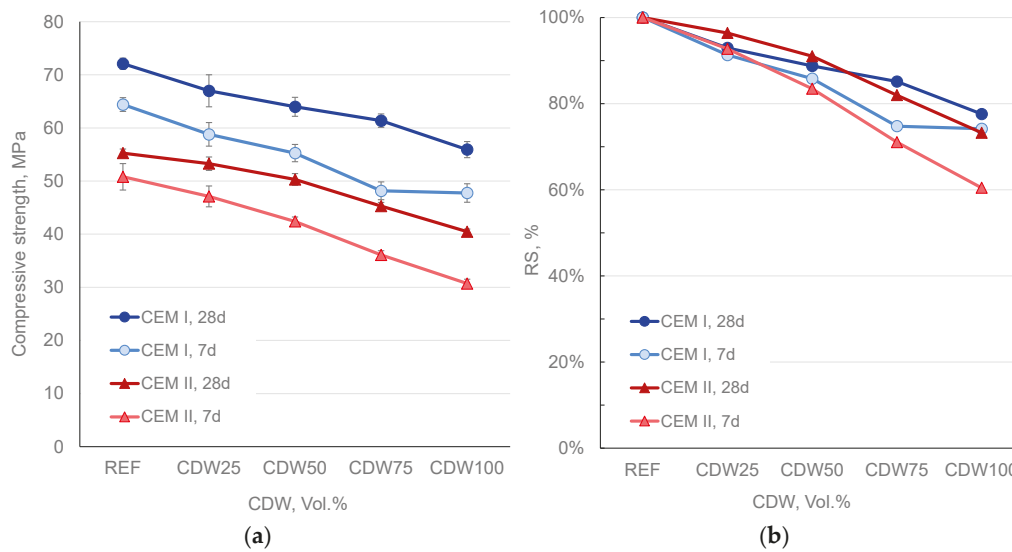 Compressive strength, MPa
80
70
60
50
40
30
20
10
0
CEM I, 28d
CEM I, 7d
CEM II, 28d
CEM II, 7d
REF CDW25 CDW50 CDW75 CDW100
CDW, Vol.%
(a)
RS, %
100%
80%
60%
40%
20%
0%
CEM I, 28d
CEM I, 7d
CEM II, 28d
CEM II, 7d
REF CDW25 CDW50 CDW75 CDW100
CDW, Vol.%
(b)